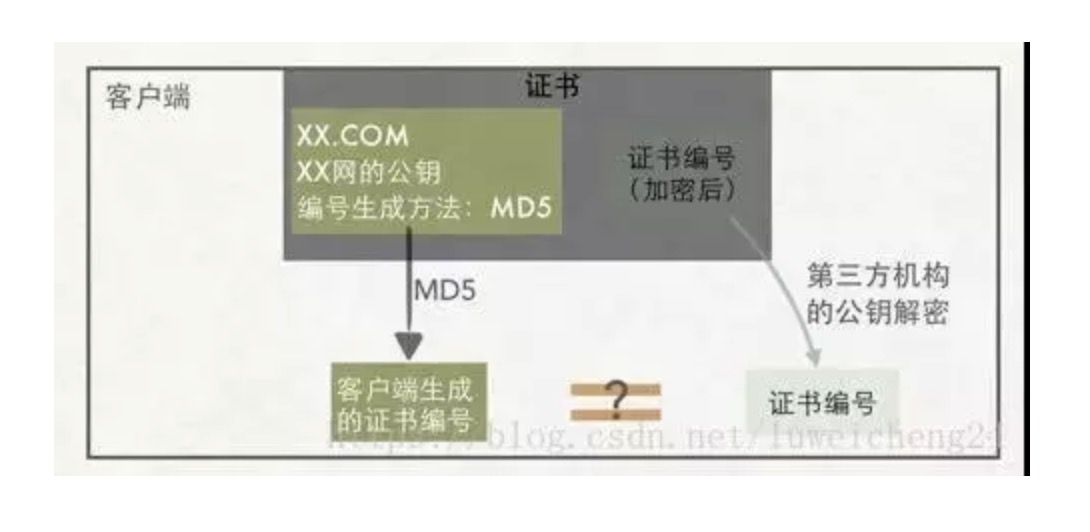 客户端
证书
XX.COM
XX网的公钥
编号生成方法：MD5
证书编号
（加密后）
MD5
第三方机构
的公钥解密
客户端生成
的证书编号
?
证书编号
https://blog.csdn.net/luweicheng24